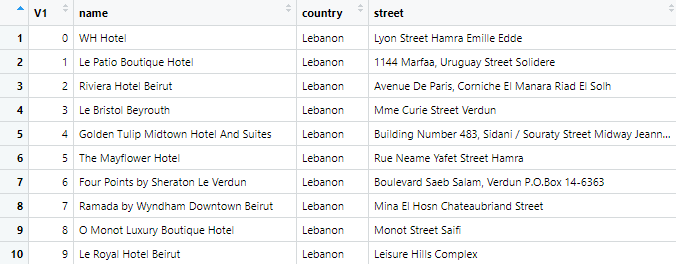 V1 name country street
1 0 WH Hotel Lebanon Lyon Street Hamra Emille Edde
2 1 Le Patio Boutique Hotel Lebanon 1144 Marfaa, Uruguay Street Solidere
3 2 Riviera Hotel Beirut Lebanon Avenue De Paris, Corniche El Manara Riad El Solh
4 3 Le Bristol Beyrouth Lebanon Mme Curie Street Verdun
5 4 Golden Tulip Midtown Hotel And Suites Lebanon Building Number 483, Sidani / Souraty Street Midway Jeann...
6 5 The Mayflower Hotel Lebanon Rue Neame Yafet Street Hamra
7 6 Four Points by Sheraton Le Verdun Lebanon Boulevard Saeb Salam, Verdun P.O.Box 14-6363
8 7 Ramada by Wyndham Downtown Beirut Lebanon Mina El Hosn Chateaubriand Street
9 8 O Monot Luxury Boutique Hotel Lebanon Monot Street Saifi
10 9 Le Royal Hotel Beirut Lebanon Leisure Hills Complex